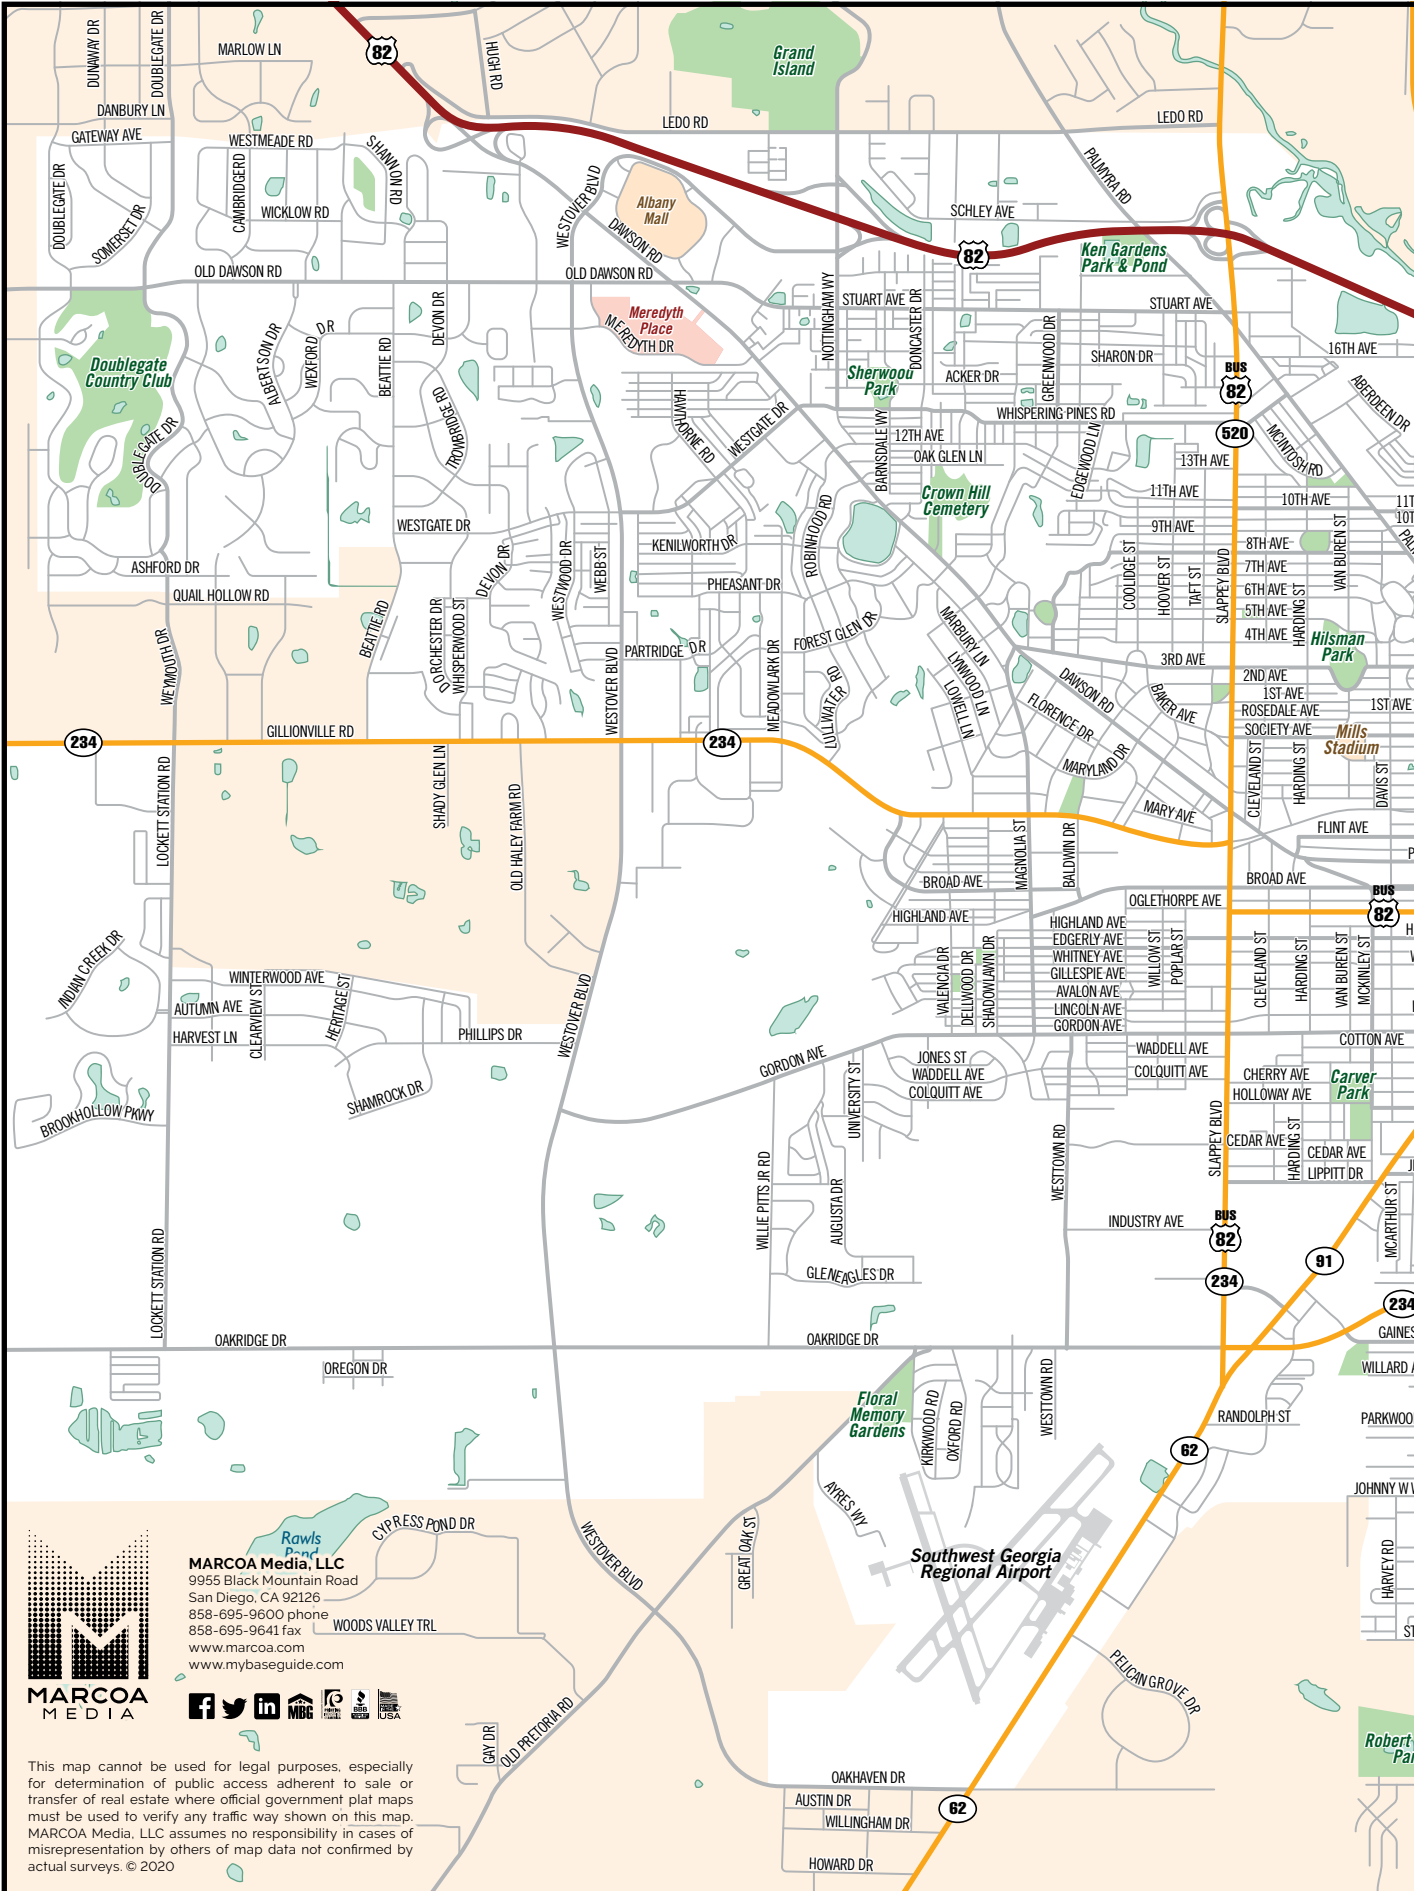 DUNAWAY DR
DOUBLEGATE DR
MARLOW LN
82
HUGH RD
Grand
Island
DANBURY LN
GATEWAY AVE
WESTMEADE RD
SHANNON RD
LEDO RD
LEDO RD
PALMYRA RD
DOUBLEGATE DR
SOMERSET DR
CAMBRIDGERD
WICKLOW RD
WESTOVER BLVD
Albany
Mall
DAWSON RD
SCHLEY AVE
82
Ken Gardens
Park & Pond
OLD DAWSON RD
OLD DAWSON RD
NOTTINGHAM WY
STUART AVE
DONCASTER DR
STUART AVE
Meredyth
Place
MEREDYTH DR
DEVON DR
ALBERTSON DR
WEXFORD DR
BEATTIE RD
Doublegate
Country Club
Sherwood
Park
ACKER DR
GREENWOOD DR
SHARON DR
16TH AVE
BUS
82
520
ABERDEEN DR
DOUBLEGATE DR
TROWBRIDGE RD
HAWTHORNE RD
WESTGATE DR
BARNSDALE WY
WHISPERING PINES RD
12TH AVE
OAK GLEN LN
EDGEWOOD LN
13TH AVE
MCINTOSH RD
Crown Hill
Cemetery
11TH AVE
10TH AVE
11T
10T
PAL
9TH AVE
WESTGATE DR
KENILWORTH DR
ROBINHOOD RD
8TH AVE
VAN BUREN ST
ASHFORD DR
QUAIL HOLLOW RD
DEVON DR
WESTWOOD DR
WEBB ST
PHEASANT DR
COOLIDGE ST
HOOVER ST
TAFT ST
SLAPPEY BLVD
7TH AVE
6TH AVE
5TH AVE
4TH AVE
HARDING ST
Hilsman
Park
WEYMOUTH DR
BEATTIE RD
DORCHESTER DR
WHISPERWOOD ST
WESTOVER BLVD
PARTRIDGE DR
MEADOWLARK DR
FOREST GLEN DR
LULLWATER RD
MARBURY LN
LYNWOOD LN
LOWELL LN
3RD AVE
2ND AVE
1ST AVE
1ST AVE
ROSEDALE AVE
SOCIETY AVE
DAWSON RD
BAKER AVE
FLORENCE DR
MARYLAND DR
MARY AVE
Mills
Stadium
234
GILLIONVILLE RD
234
LOCKETT STATION RD
SHADY GLEN LN
OLD HALEY FARM RD
CLEVELAND ST
HARDING ST
DAVIS ST
FLINT AVE
P
MAGNOLIA ST
BALDWIN DR
BROAD AVE
BROAD AVE
BUS
82
OGLETHORPE AVE
HIGHLAND AVE
HIGHLAND AVE
H
EDGERLY AVE
WHITNEY AVE
GILLESPIE AVE
AVALON AVE
LINCOLN AVE
GORDON AVE
VALENCIA DR
DELLWOOD DR
SHADOWLAWN DR
WILLOW ST
POPLAR ST
CLEVELAND ST
HARDING ST
VAN BUREN ST
MCKINLEY ST
INDIAN CREEK DR
WINTERWOOD AVE
AUTUMN AVE
HARVEST LN
CLEARVIEW ST
HERITAGE ST
PHILLIPS DR
SHAMROCK DR
WESTOVER BLVD
BROOKHOLLOW PKWY
GORDON AVE
UNIVERSITY ST
JONES ST
WADDELL AVE
COLQUITT AVE
WADDELL AVE
COLQUITT AVE
COTTON AVE
CHERRY AVE
HOLLOWAY AVE
Carver
Park
SLAPPEY BLVD
CEDAR AVE
HARDING ST
CEDAR AVE
LIPPITT DR
WESTTOWN RD
WILLIE PITTS JR RD
AUGUSTA DR
GLENEAGLES DR
INDUSTRY AVE
BUS
82
234
91
MCARTHUR ST
234
GAINES
WILLARD A
LOCKETT STATION RD
OAKRIDGE DR
OREGON DR
OAKRIDGE DR
Floral
Memory
Gardens
KIRKWOOD RD
OXFORD RD
WESTTOWN RD
RANDOLPH ST
PARKWOO
62
JOHNNY W W
HARVEY RD
ST
AYRES WY
GREAT OAK ST
WESTOVER BLVD
Southwest Georgia
Regional Airport
Rawls
Pond
CYPRESS POND DR
WOODS VALLEY TRL
MARCOA Media, LLC
9955 Black Mountain Road
San Diego, CA 92126
858-695-9600 phone
858-695-9641 fax
www.marcoa.com
www.mybaseguide.com
MARCOA
MEDIA
MBG
BBB
USA
GAY DR
OLD PRETORIA RD
PELICAN GROVE DR
Robert
Par
OAKHAVEN DR
AUSTIN DR
WILLINGHAM DR
HOWARD DR
62
This map cannot be used for legal purposes, especially
for determination of public access adherent to sale or
transfer of real estate where official government plat maps
must be used to verify any traffic way shown on this map.
MARCOA Media, LLC assumes no responsibility in cases of
misrepresentation by others of map data not confirmed by
actual surveys. © 2020